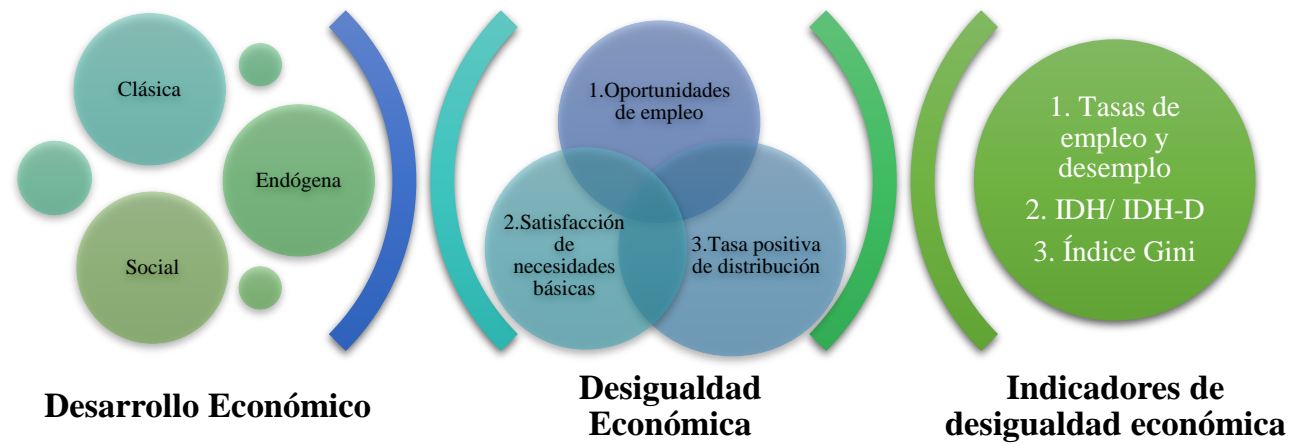 Clásica
Endógena
Social
Desarrollo Económico
1.Oportunidades
de empleo
2.Satisfacción
de
necesidades
básicas
3.Tasa positiva
de distribución
Desigualdad
Económica
1. Tasas de
empleo y
desemplo
2. IDH/ IDH-D
3. Índice Gini
Indicadores de
desigualdad económica